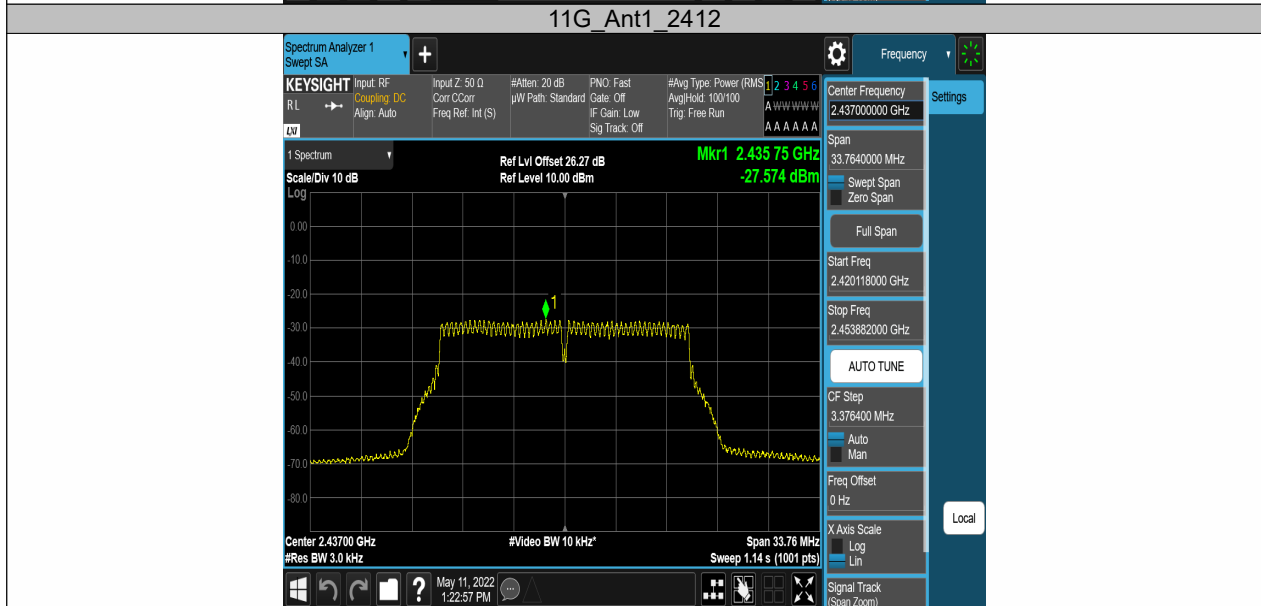 11G_Ant1_2412
Spectrum Analyzer 1
Swept SA
+
Frequency
KEYSIGHT
RL
LXI
Input: RF
Coupling: DC
Align: Auto
Input Z: 50 Ω
Corr CCorr
Freq Ref: Int (S)
#Atten: 20 dB
µW Path: Standard
PNO: Fast
Gate: Off
IF Gain: Low
Sig Track: Off
#Avg Type: Power (RMS
Avg|Hold: 100/100
Trig: Free Run
1 2 3 4 5 6
A W W W W W
A A A A A A
1 Spectrum
Scale/Div 10 dB
Log
Ref Lvl Offset 26.27 dB
Ref Level 10.00 dBm
Mkr1 2.435 75 GHz
-27.574 dBm
0.00
-10.0
-20.0
-30.0
-40.0
-50.0
-60.0
-70.0
-80.0
1
Center 2.43700 GHz
#Res BW 3.0 kHz
#Video BW 10 kHz*
Span 33.76 MHz
Sweep 1.14 s (1001 pts)
?
May 11, 2022
1:22:57 PM
Center Frequency
2.437000000 GHz
Settings
Span
33.7640000 MHz
Swept Span
Zero Span
Full Span
Start Freq
2.420118000 GHz
Stop Freq
2.453882000 GHz
AUTO TUNE
CF Step
3.376400 MHz
Auto
Man
Freq Offset
0 Hz
Local
X Axis Scale
Log
Lin
Signal Track
(Span Zoom)